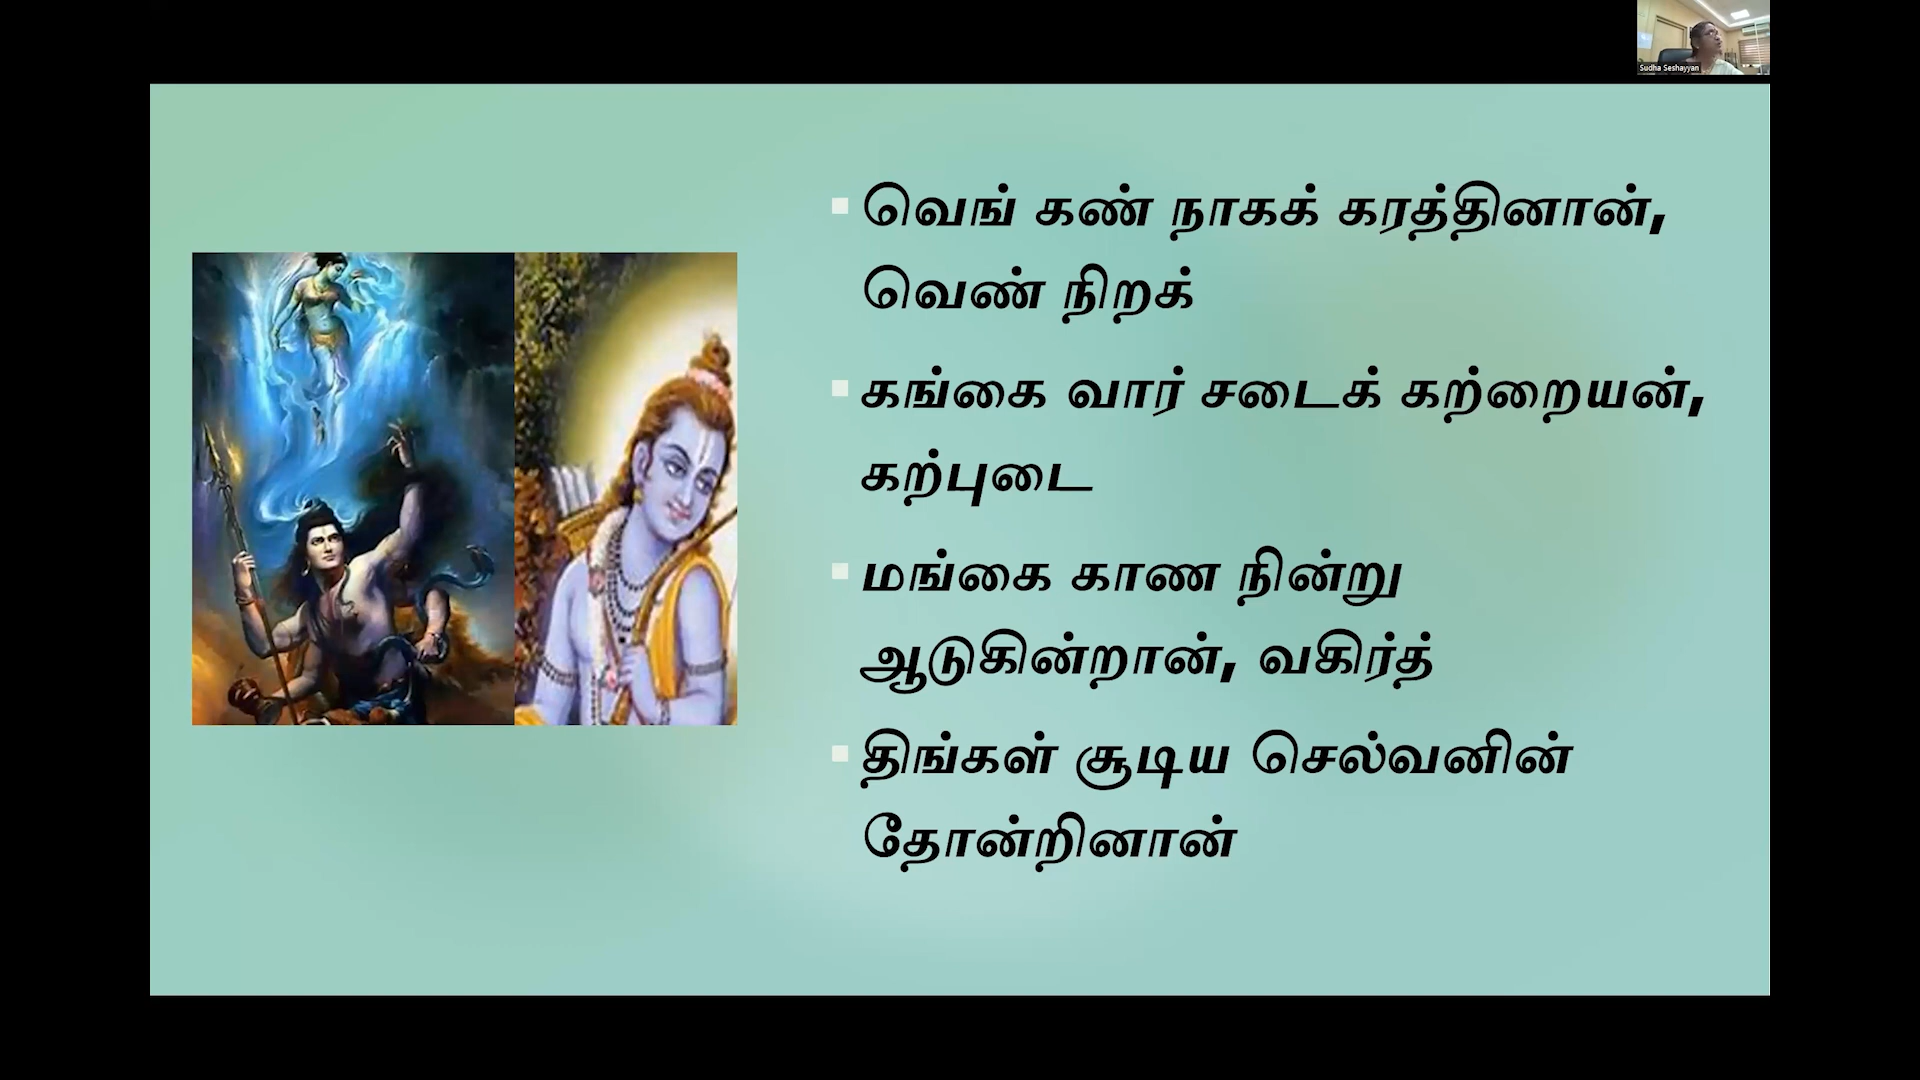 Sudha Seshayyan
வெங் கண் நாகக் கரத்தினான்,
வெண் நிறக்
கங்கை வார் சடைக் கற்றையன்,
கற்புடை
மங்கை காண நின்று
ஆடுகின்றான், வகிர்த்
திங்கள் சூடிய செல்வனின்
தோன்றினான்